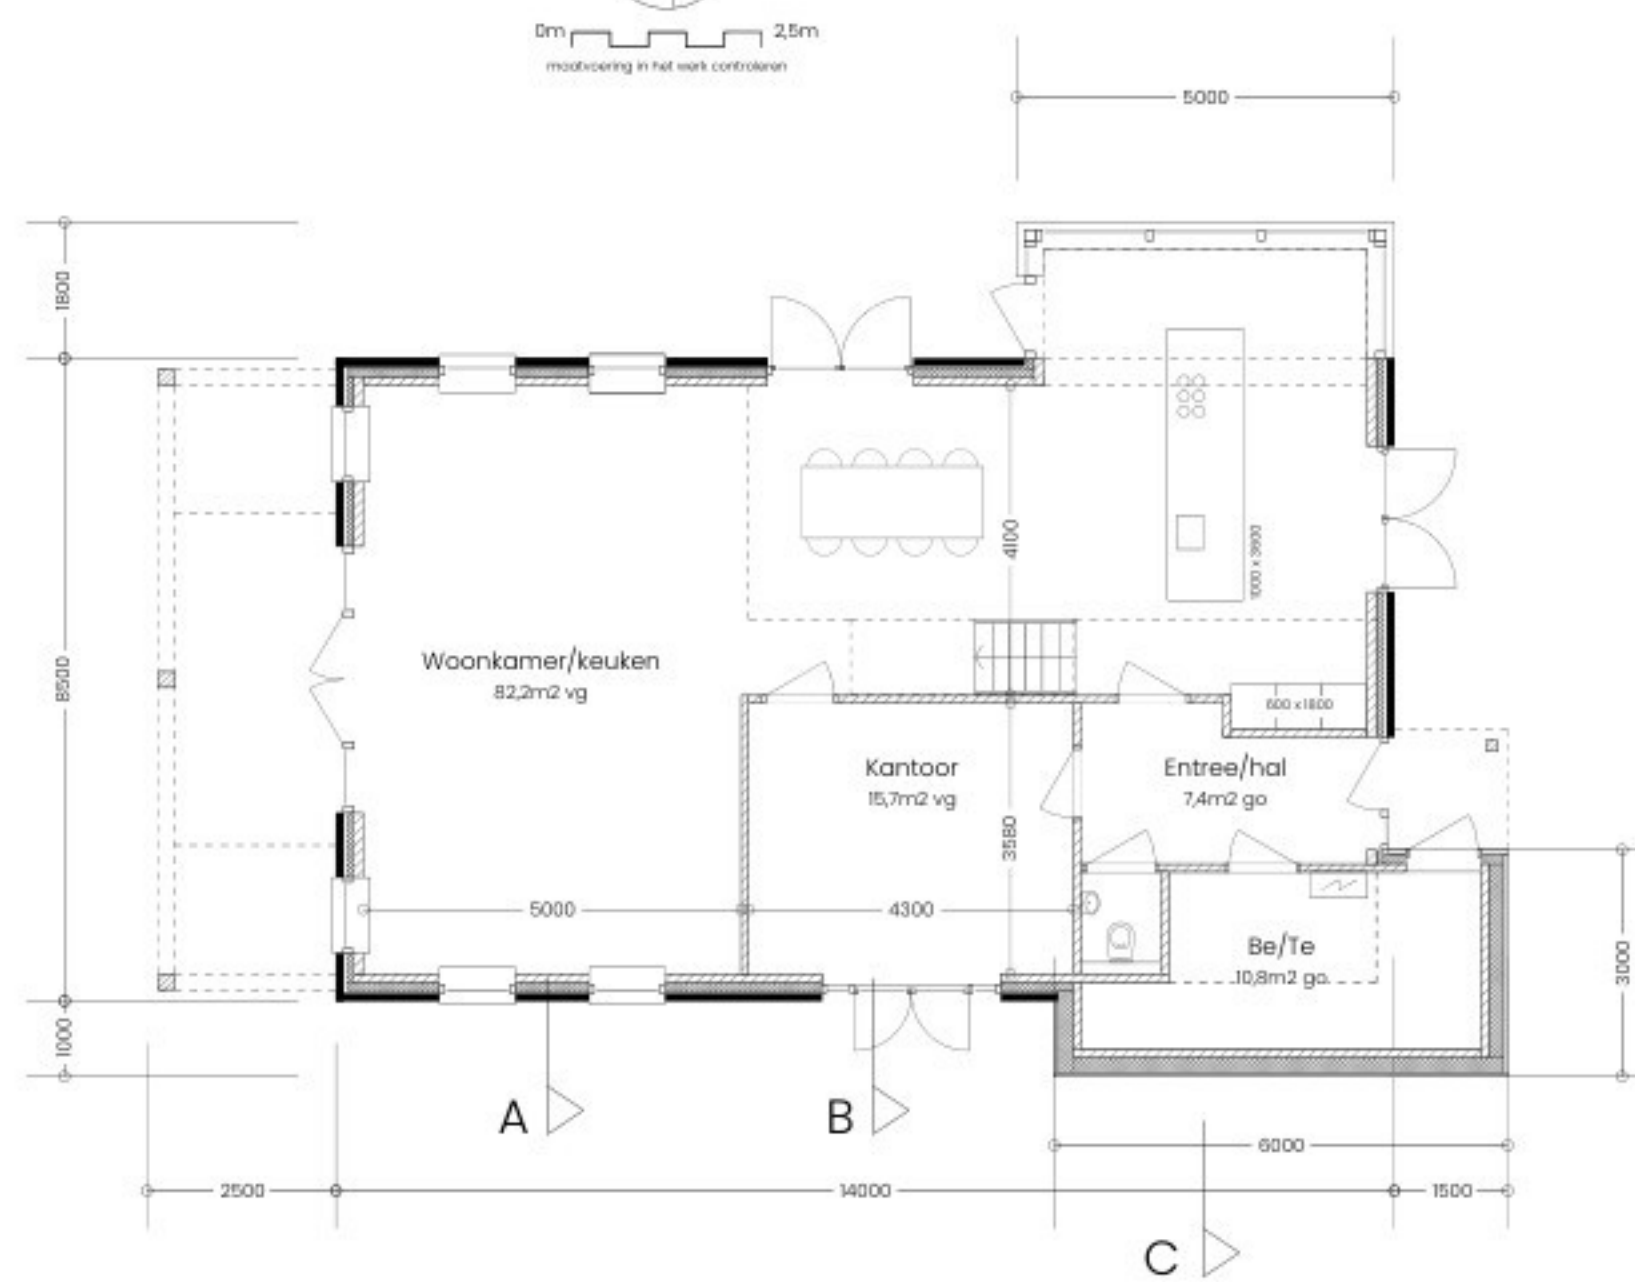 0m 2,5m
maatvoering in het werk controleren
5000
1800
8500
1000
4100
1000 x 3600
Woonkamer/keuken
82,2m2 vg
600 x 1800
Kantoor
15,7m2 vg
Entree/hal
7,4m2 go
3580
5000
4300
Be/Te
10,8m2 go
3000
A
B
6000
2500
14000
1500
C